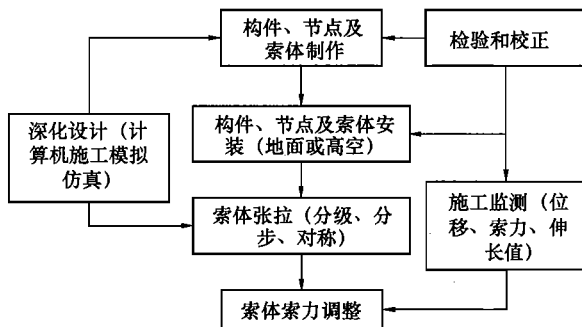 构件、节点及
索体制作
检验和校正
深化设计（计
算机施工模拟
仿真）
构件、节点及索体安
装（地面或高空）
索体张拉（分级、分
步、对称）
施工监测（位
移、索力、伸
长值）
索体索力调整